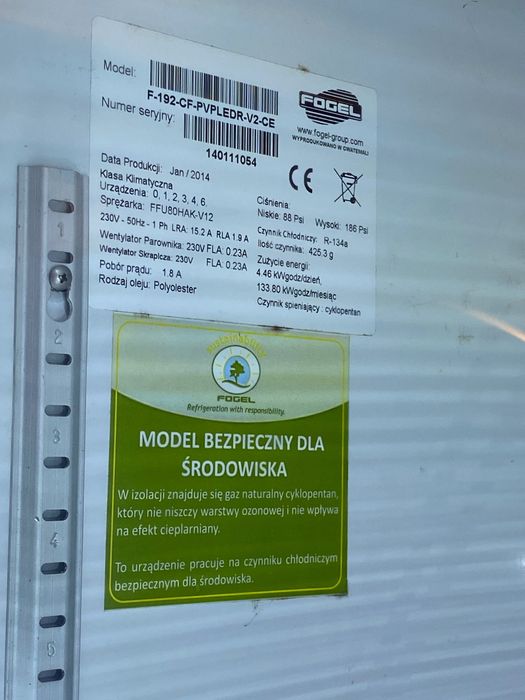 Model:
F-192-CF-PVPLEDR-V2-CE
Numer seryjny:
140111054
FOGEL
www.fogel-group.com
WYPRODUKOWANO W GWATEMALI
Data Produkcji: Jan / 2014
Klasa Klimatyczna
Urządzenia: 0, 1, 2, 3, 4, 6.
Sprężarka: FFU80HAK-V12
230V - 50Hz - 1 Ph LRA: 15.2 A RLA 1.9 A
Wentylator Parownika: 230V FLA: 0.23A
Wentylator Skraplcza: 230V FLA: 0.23A
Pobór prądu: 1.8 A
Rodzaj oleju: Polyolester
CE
Ciśnienia:
Niskie: 88 Psi Wysoki: 186 Psi
Czynnik Chłodniczy: R-134a
Ilość czynnika: 425.3 g
Zużycie energii:
4.46 kWgodz/dzień,
133.80 kWgodz/miesiąc
Czynnik spieniający: cyklopentan
FOGEL
Refrigeration with responsibility.
MODEL BEZPIECZNY DLA
ŚRODOWISKA
W izolacji znajduje się gaz naturalny cyklopentan,
który nie niszczy warstwy ozonowej i nie wpływa
na efekt cieplarniany.
To urządzenie pracuje na czynniku chłodniczym
bezpiecznym dla środowiska.
1
2
3
4
5